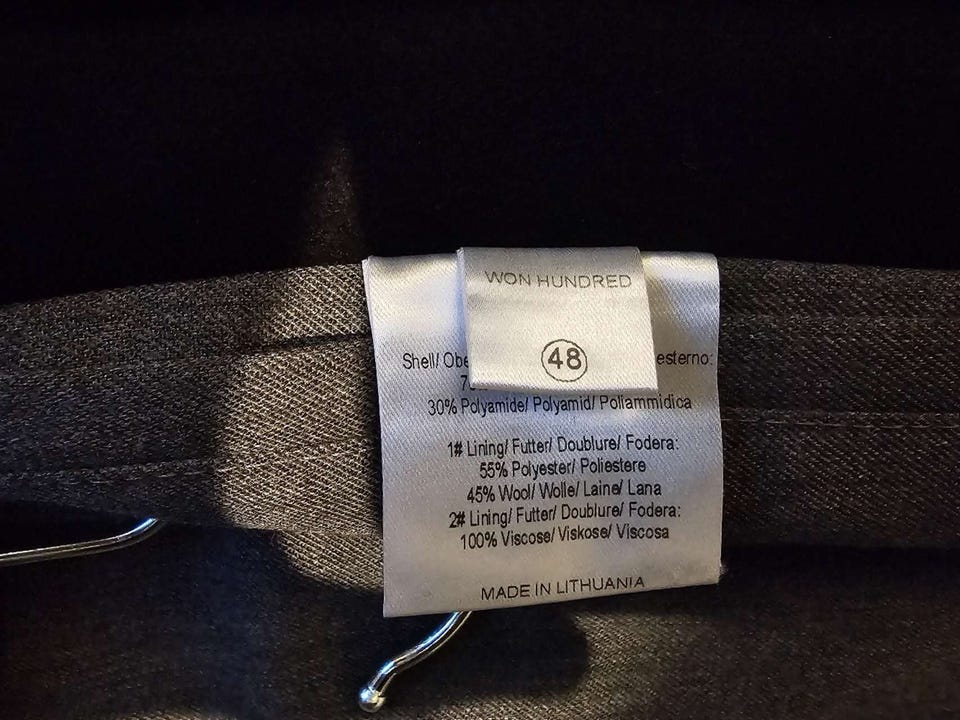 WON HUNDRED
48
Shell/ esterno:
30% Polyamide/ Polyamid/ Poliammidica
1# Lining/ Futter/ Doublure/ Fodera:
55% Polyester/ Poliestere
45% Wool/ Wolle/ Laine/ Lana
2# Lining/ Futter/ Doublure/ Fodera:
100% Viscose/ Viskose/ Viscosa
MADE IN LITHUANIA